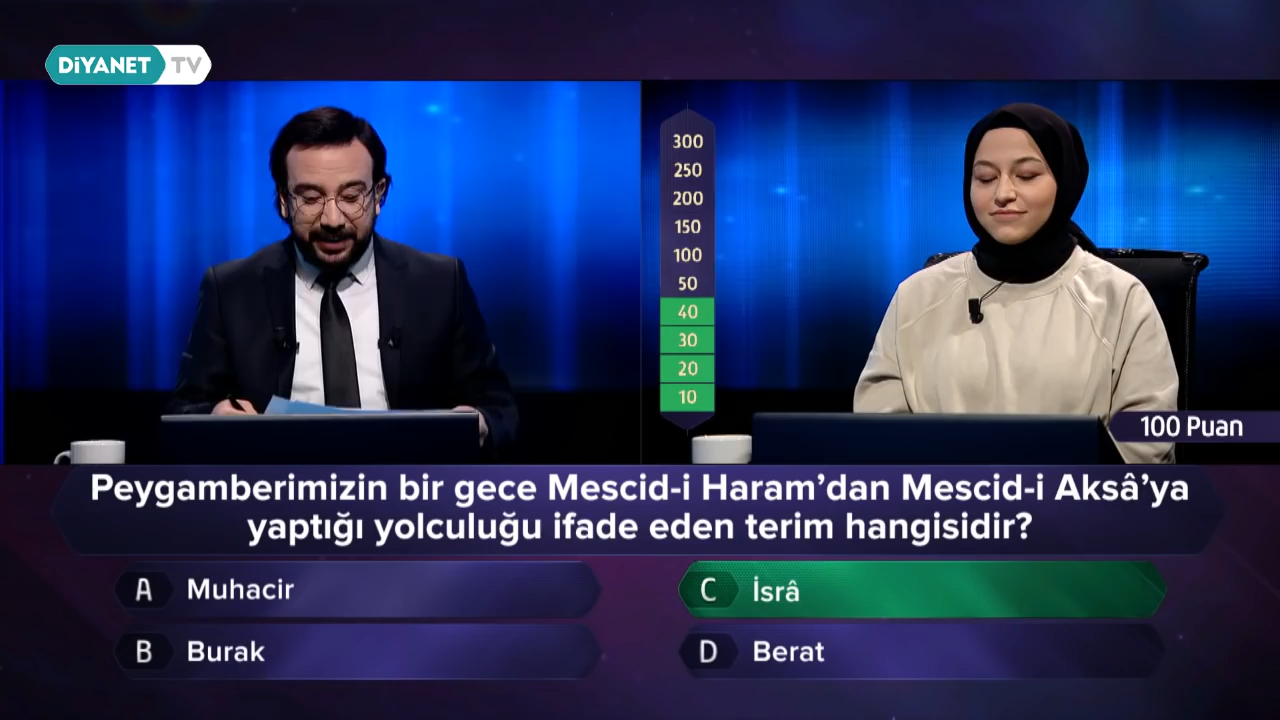 DİYANET TV
300
250
200
150
100
50
40
30
20
10
100 Puan
Peygamberimizin bir gece Mescid-i Haram’dan Mescid-i Aksâ’ya
yaptığı yolculuğu ifade eden terim hangisidir?
A Muhacir
C İsrâ
B Burak
D Berat